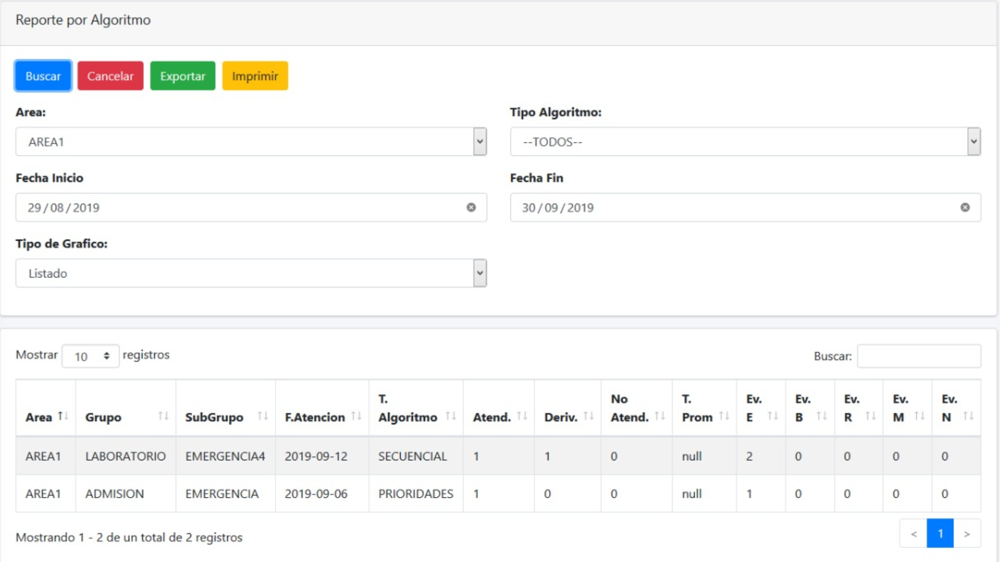 Reporte por Algoritmo
Buscar Cancelar Exportar Imprimir
Area: Tipo Algoritmo:
AREA1 --TODOS--
Fecha Inicio Fecha Fin
29 / 08 / 2019 30 / 09 / 2019
Tipo de Grafico:
Listado
Mostrar 10 registros Buscar:
Area Grupo SubGrupo F.Atencion T. Algoritmo Atend. Deriv. No Atend. T. Prom Ev. E Ev. B Ev. R Ev. M Ev. N
AREA1 LABORATORIO EMERGENCIA4 2019-09-12 SECUENCIAL 1 1 0 null 2 0 0 0 0
AREA1 ADMISION EMERGENCIA 2019-09-06 PRIORIDADES 1 0 0 null 1 0 0 0 0
Mostrando 1 - 2 de un total de 2 registros < 1 >